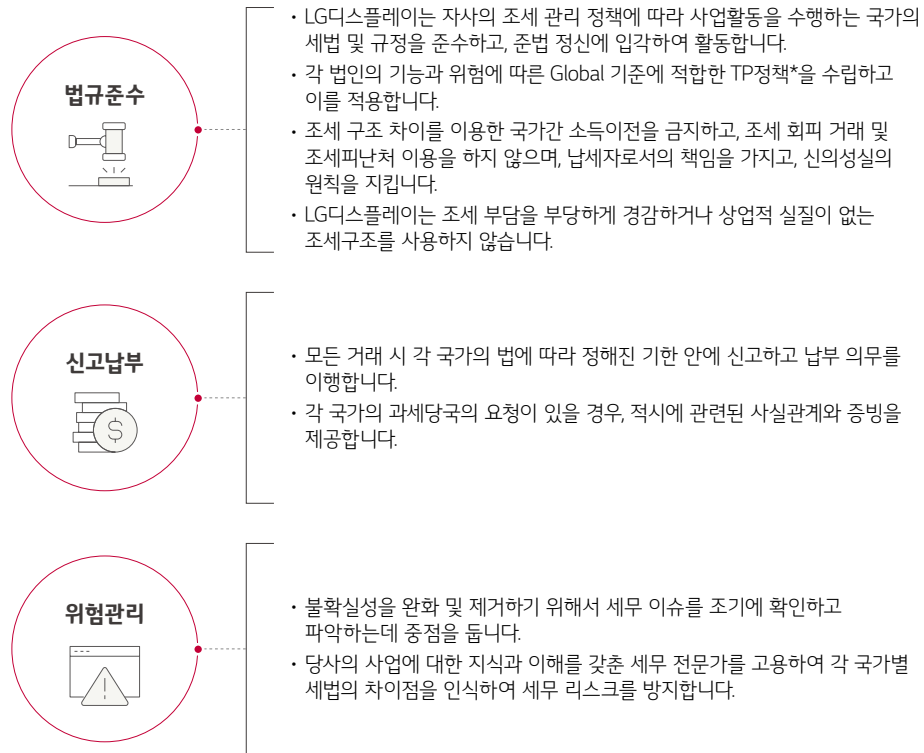 법규준수
· LG디스플레이는 자사의 조세 관리 정책에 따라 사업활동을 수행하는 국가의
세법 및 규정을 준수하고, 준법 정신에 입각하여 활동합니다.
· 각 법인의 기능과 위험에 따른 Global 기준에 적합한 TP정책*을 수립하고
이를 적용합니다.
· 조세 구조 차이를 이용한 국가간 소득이전을 금지하고, 조세 회피 거래 및
조세피난처 이용을 하지 않으며, 납세자로서의 책임을 가지고, 신의성실의
원칙을 지킵니다.
· LG디스플레이는 조세 부담을 부당하게 경감하거나 상업적 실질이 없는
조세구조를 사용하지 않습니다.
신고납부
$
· 모든 거래 시 각 국가의 법에 따라 정해진 기한 안에 신고하고 납부 의무를
이행합니다.
· 각 국가의 과세당국의 요청이 있을 경우, 적시에 관련된 사실관계와 증빙을
제공합니다.
위험관리
· 불확실성을 완화 및 제거하기 위해서 세무 이슈를 조기에 확인하고
파악하는데 중점을 둡니다.
· 당사의 사업에 대한 지식과 이해를 갖춘 세무 전문가를 고용하여 각 국가별
세법의 차이점을 인식하여 세무 리스크를 방지합니다.